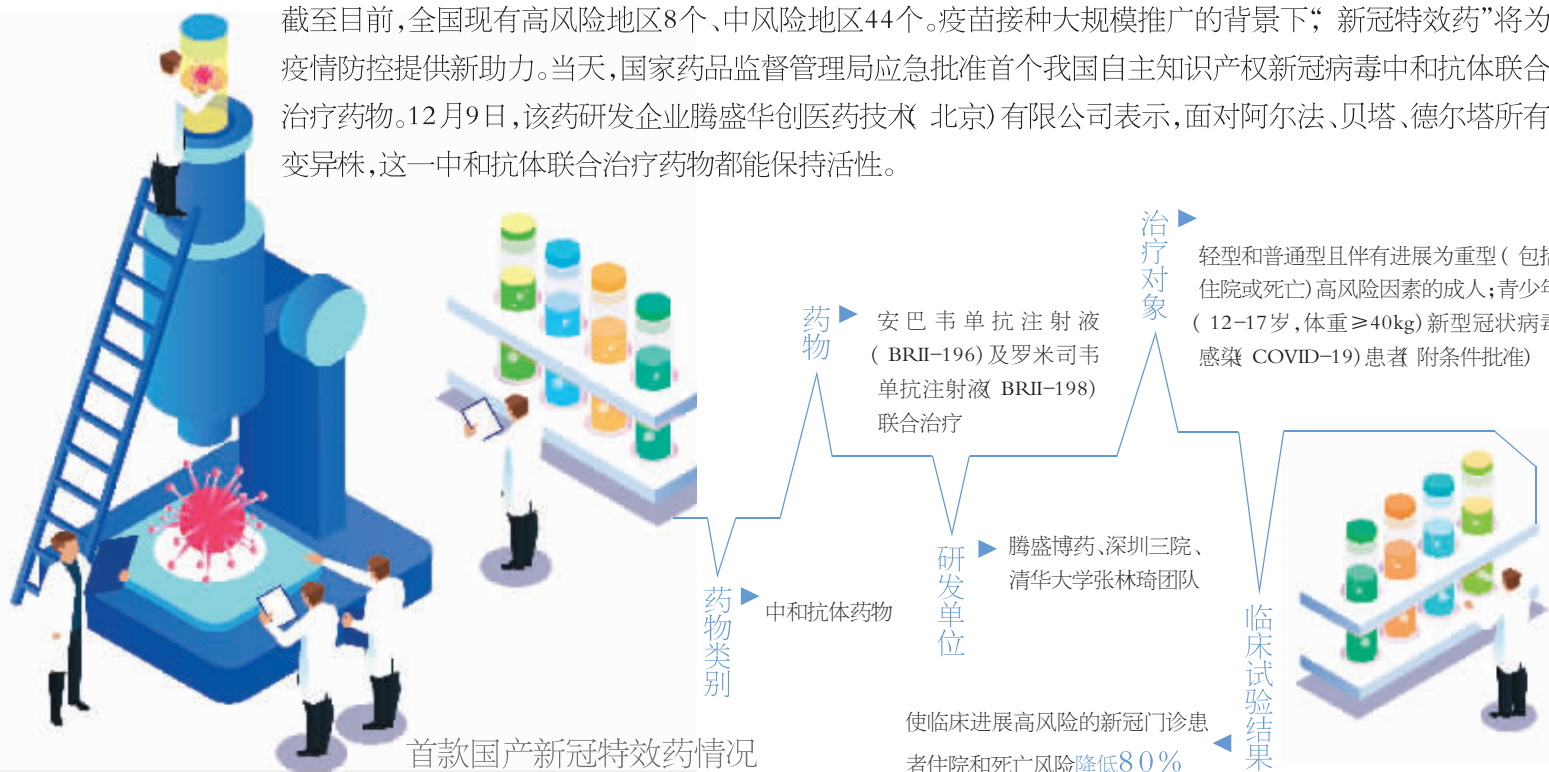 截至目前,全国现有高风险地区8个、中风险地区44个。疫苗接种大规模推广的背景下,“新冠特效药”将为
疫情防控提供新助力。当天,国家药品监督管理局应急批准首个我国自主知识产权新冠病毒中和抗体联合
治疗药物。12月9日,该药研发企业腾盛华创医药技术(北京)有限公司表示,面对阿尔法、贝塔、德尔塔所有
变异株,这一中和抗体联合治疗药物都能保持活性。
药物类别
中和抗体药物
药物
安巴韦单抗注射液
(BRII-196)及罗米司韦
单抗注射液(BRII-198)
联合治疗
研发单位
腾盛博药、深圳三院、
清华大学张林琦团队
治疗对象
轻型和普通型且伴有进展为重型(包括
住院或死亡)高风险因素的成人;青少年
(12-17岁,体重≥40kg)新型冠状病毒
感染(COVID-19)患者(附条件批准)
临床试验结果
使临床进展高风险的新冠门诊患
者住院和死亡风险降低80%
首款国产新冠特效药情况